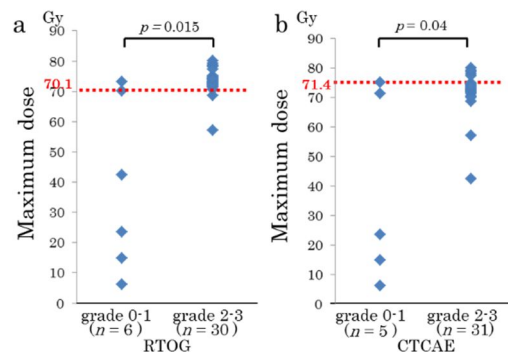 a
Gy
p = 0.015
Maximum dose
90
80
70.1
70
60
50
40
30
20
10
0
grade 0-1
(n = 6)
grade 2-3
(n = 30)
RTOG
b
Gy
p = 0.04
Maximum dose
90
80
71.4
70
60
50
40
30
20
10
0
grade 0-1
(n = 5)
grade 2-3
(n = 31)
CTCAE